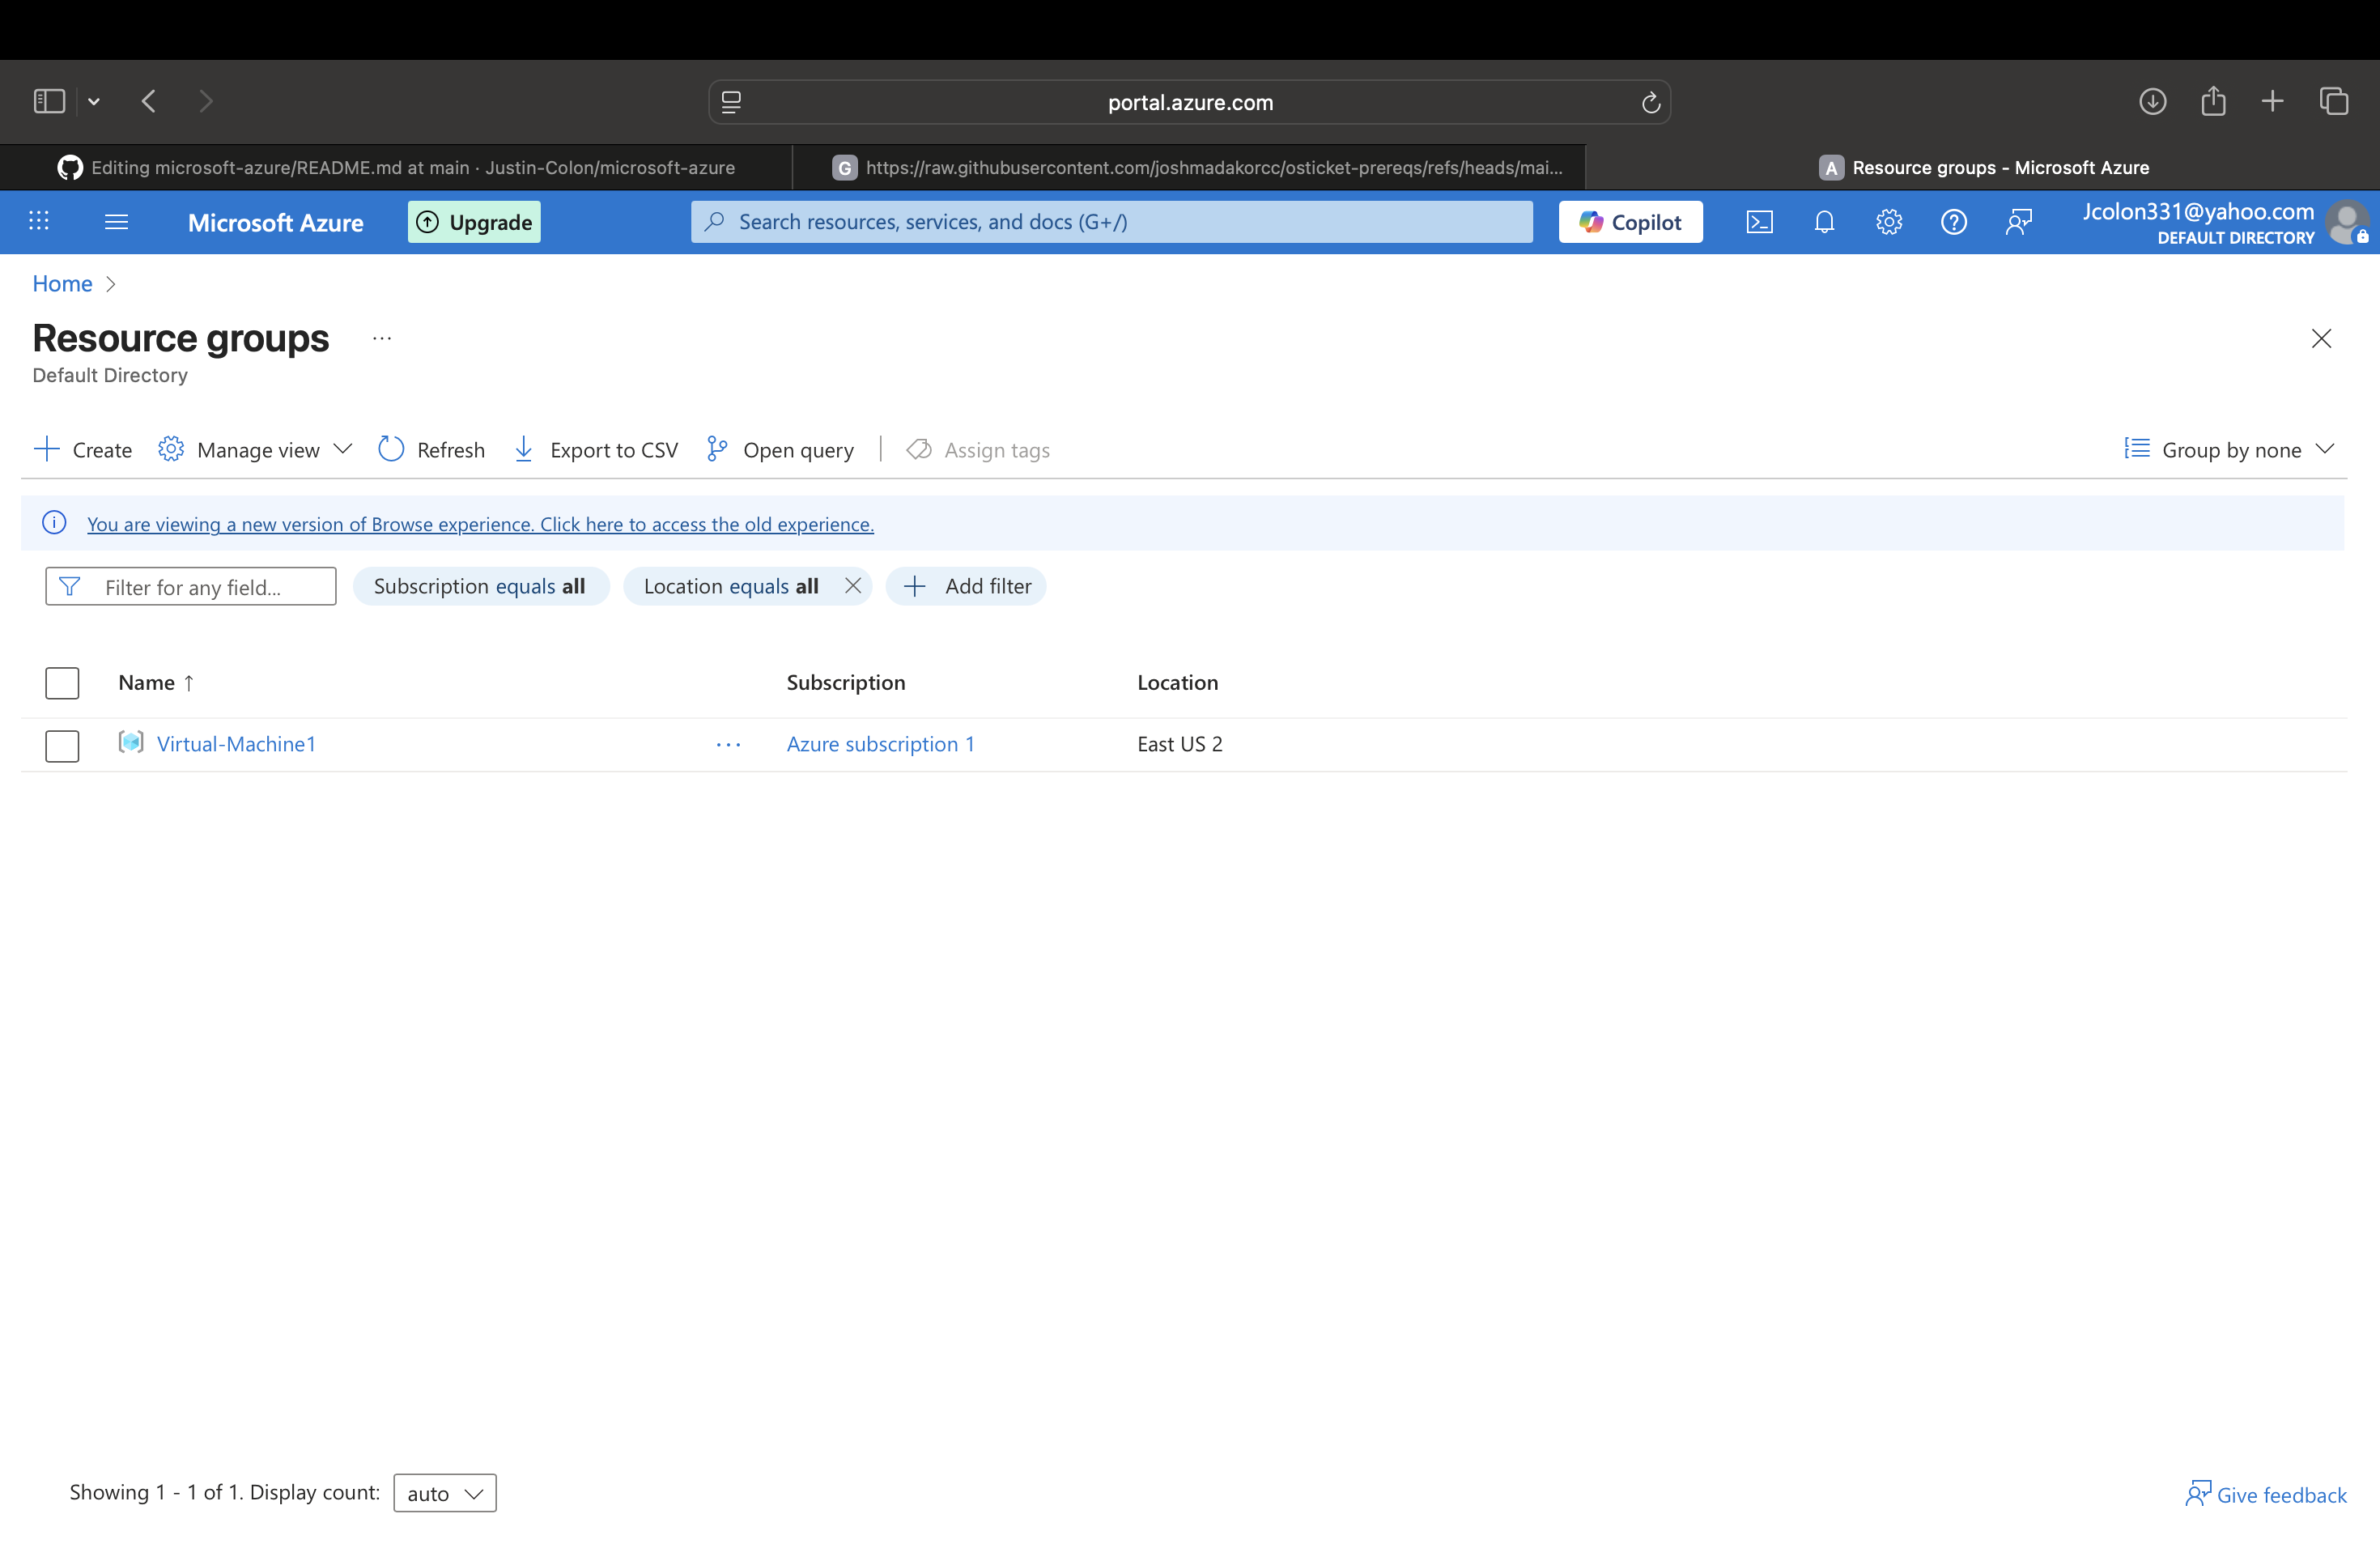 portal.azure.com
Editing microsoft-azure/README.md at main · Justin-Colon/microsoft-azure
G https://raw.githubusercontent.com/joshmadakorcc/osticket-prereqs/refs/heads/mai...
A Resource groups - Microsoft Azure
Microsoft Azure
Upgrade
Search resources, services, and docs (G+/)
Copilot
Jcolon331@yahoo.com
DEFAULT DIRECTORY
Home
Resource groups ...
Default Directory
Create Manage view Refresh Export to CSV Open query | Assign tags Group by none
You are viewing a new version of Browse experience. Click here to access the old experience.
Filter for any field... Subscription equals all Location equals all Add filter
Name ↑ Subscription Location
Virtual-Machine1 ... Azure subscription 1 East US 2
Showing 1 - 1 of 1. Display count: auto
Give feedback